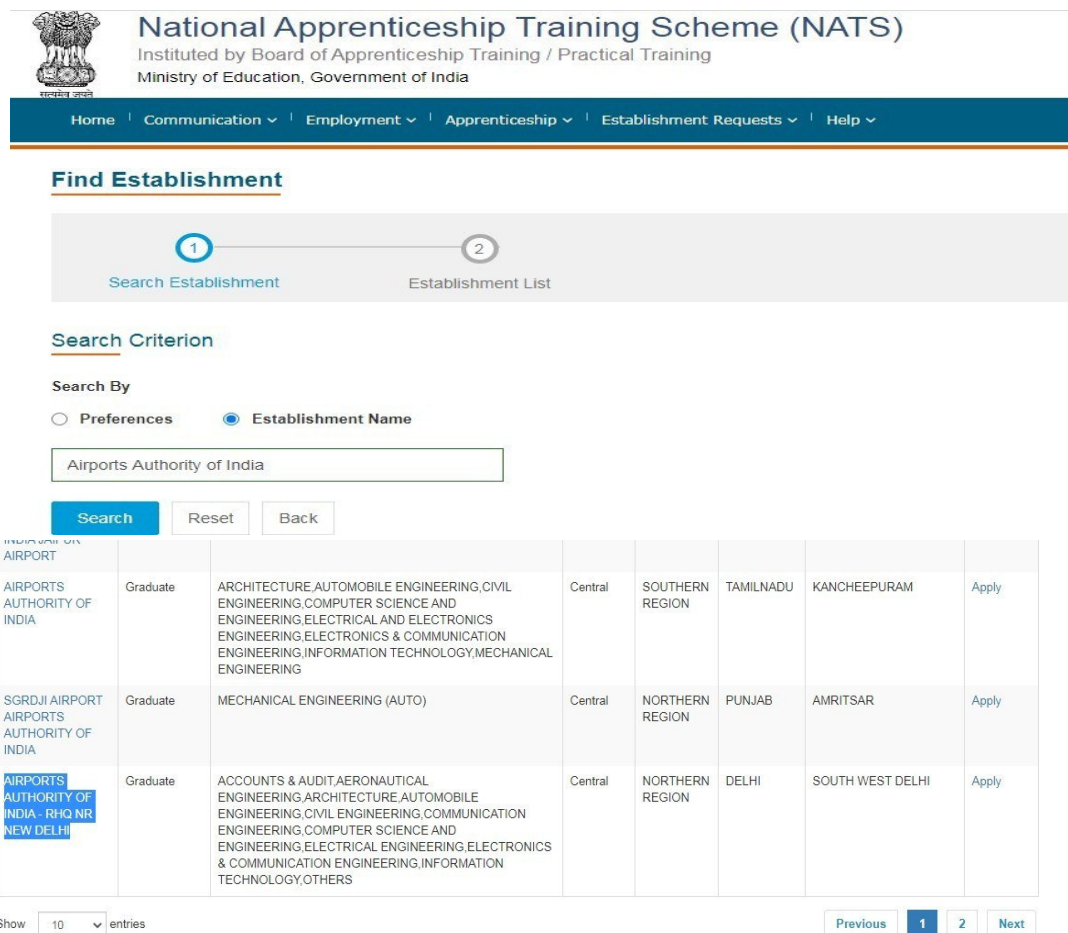 National Apprenticeship Training Scheme (NATS)
Instituted by Board of Apprenticeship Training / Practical Training
Ministry of Education, Government of India
सत्यमेव जयते
Home Communication Employment Apprenticeship Establishment Requests Help
Find Establishment
1 2
Search Establishment Establishment List
Search Criterion
Search By
Preferences Establishment Name
Airports Authority of India
Search Reset Back
INDIA JAIPUR
AIRPORT
AIRPORTS Graduate ARCHITECTURE,AUTOMOBILE ENGINEERING,CIVIL Central SOUTHERN TAMILNADU KANCHEEPURAM Apply
AUTHORITY OF ENGINEERING,COMPUTER SCIENCE AND REGION
INDIA ENGINEERING,ELECTRICAL AND ELECTRONICS
ENGINEERING,ELECTRONICS & COMMUNICATION
ENGINEERING,INFORMATION TECHNOLOGY,MECHANICAL
ENGINEERING
SGRDJI AIRPORT Graduate MECHANICAL ENGINEERING (AUTO) Central NORTHERN PUNJAB AMRITSAR Apply
AIRPORTS REGION
AUTHORITY OF
INDIA
AIRPORTS Graduate ACCOUNTS & AUDIT,AERONAUTICAL Central NORTHERN DELHI SOUTH WEST DELHI Apply
AUTHORITY OF ENGINEERING,ARCHITECTURE,AUTOMOBILE REGION
INDIA - RHQ NR ENGINEERING,CIVIL ENGINEERING,COMMUNICATION
NEW DELHI ENGINEERING,COMPUTER SCIENCE AND
ENGINEERING,ELECTRICAL ENGINEERING,ELECTRONICS
& COMMUNICATION ENGINEERING,INFORMATION
TECHNOLOGY,OTHERS
Show 10 entries Previous 1 2 Next